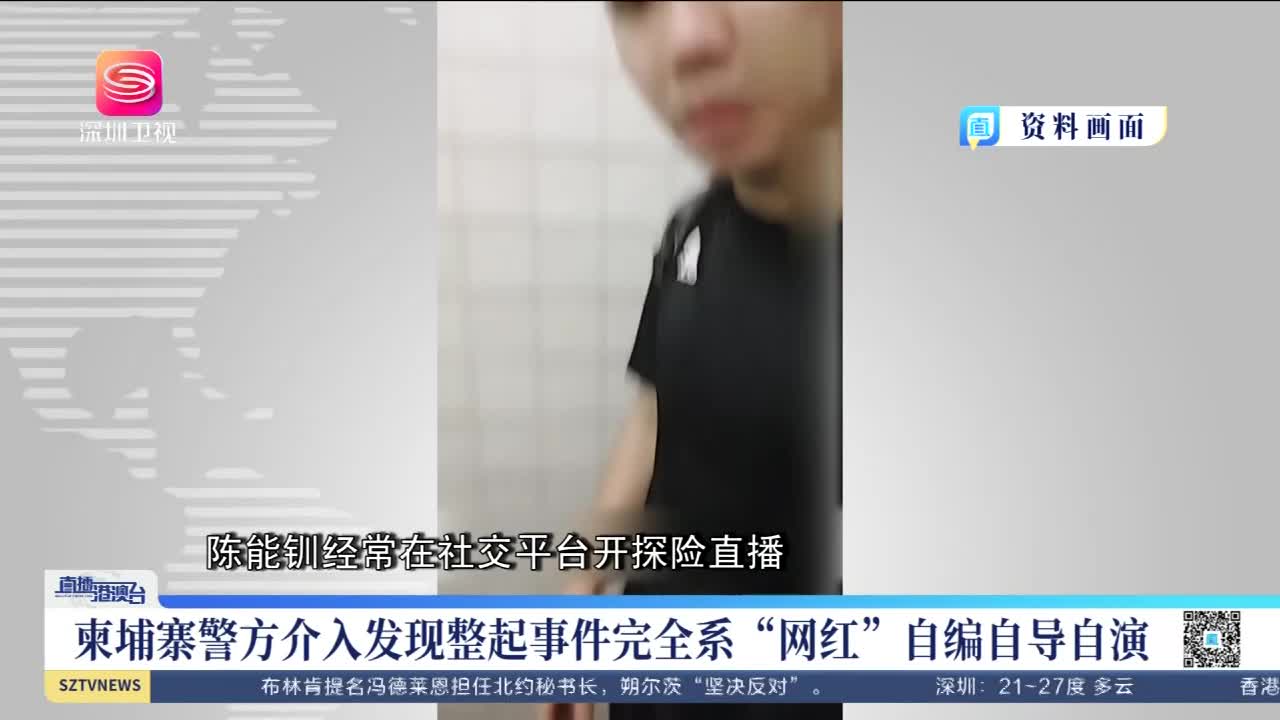 深圳卫视
直 资料画面
陈能钏经常在社交平台开探险直播
直播港澳台
柬埔寨警方介入发现整起事件完全系“网红”自编自导自演
SZTVNEWS 布林肯提名冯德莱恩担任北约秘书长，朔尔茨“坚决反对”。 深圳：21~27度 多云 香港